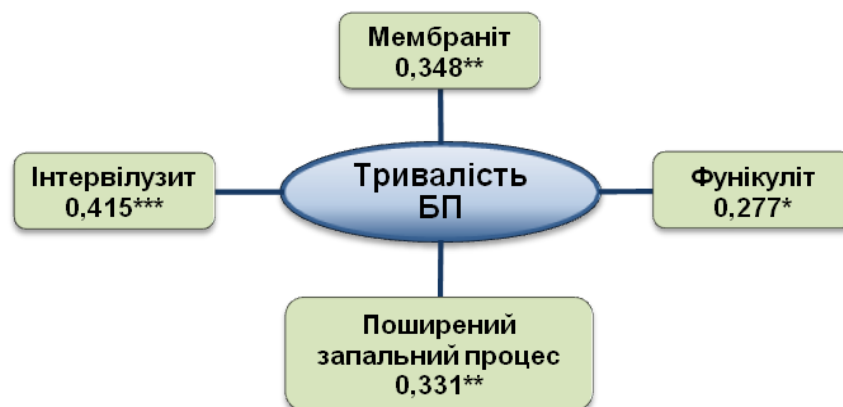 Мембраніт
0,348**
Інтервілузит
0,415***
Тривалість
БП
Фунікуліт
0,277*
Поширений
запальний процес
0,331**